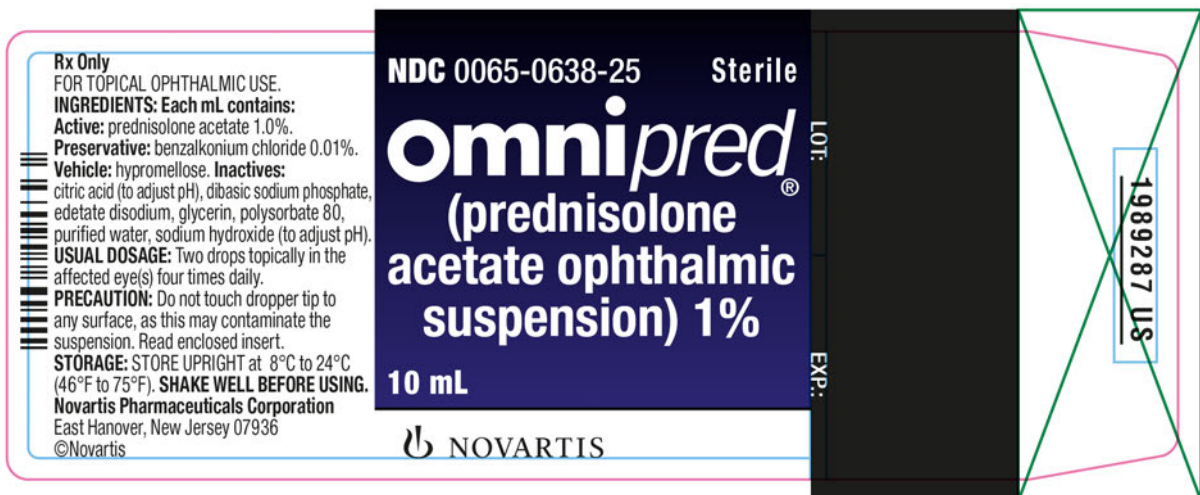 Rx Only
FOR TOPICAL OPHTHALMIC USE.
INGREDIENTS: Each mL contains:
Active: prednisolone acetate 1.0%.
Preservative: benzalkonium chloride 0.01%.
Vehicle: hypromellose. Inactives:
citric acid (to adjust pH), dibasic sodium phosphate,
edetate disodium, glycerin, polysorbate 80,
purified water, sodium hydroxide (to adjust pH).
USUAL DOSAGE: Two drops topically in the
affected eye(s) four times daily.
PRECAUTION: Do not touch dropper tip to
any surface, as this may contaminate the
suspension. Read enclosed insert.
STORAGE: STORE UPRIGHT at 8°C to 24°C
(46°F to 75°F). SHAKE WELL BEFORE USING.
Novartis Pharmaceuticals Corporation
East Hanover, New Jersey 07936
©Novartis
NDC 0065-0638-25 Sterile
omnipred®
(prednisolone
acetate ophthalmic
suspension) 1%
10 mL
NOVARTIS
LOT:
EXP.:
1989287 US